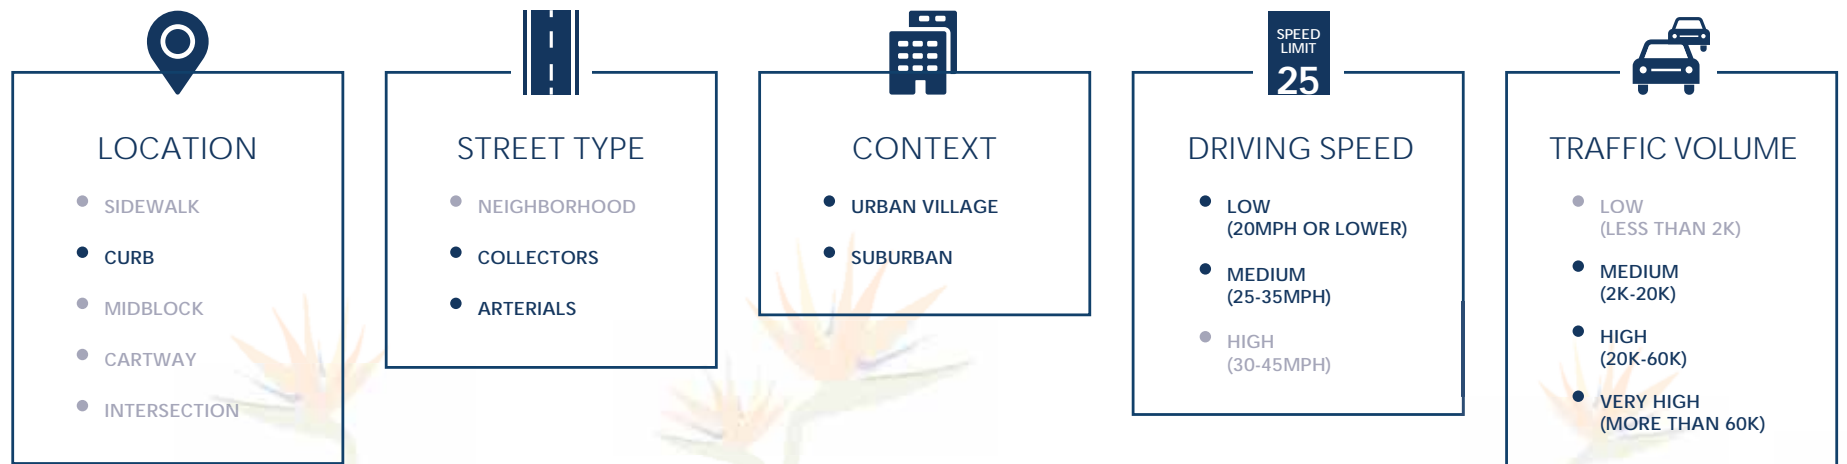 LOCATION
SIDEWALK
CURB
MIDBLOCK
CARTWAY
INTERSECTION
STREET TYPE
NEIGHBORHOOD
COLLECTORS
ARTERIALS
CONTEXT
URBAN VILLAGE
SUBURBAN
SPEED
LIMIT
25
DRIVING SPEED
LOW
(20MPH OR LOWER)
MEDIUM
(25-35MPH)
HIGH
(30-45MPH)
TRAFFIC VOLUME
LOW
(LESS THAN 2K)
MEDIUM
(2K-20K)
HIGH
(20K-60K)
VERY HIGH
(MORE THAN 60K)